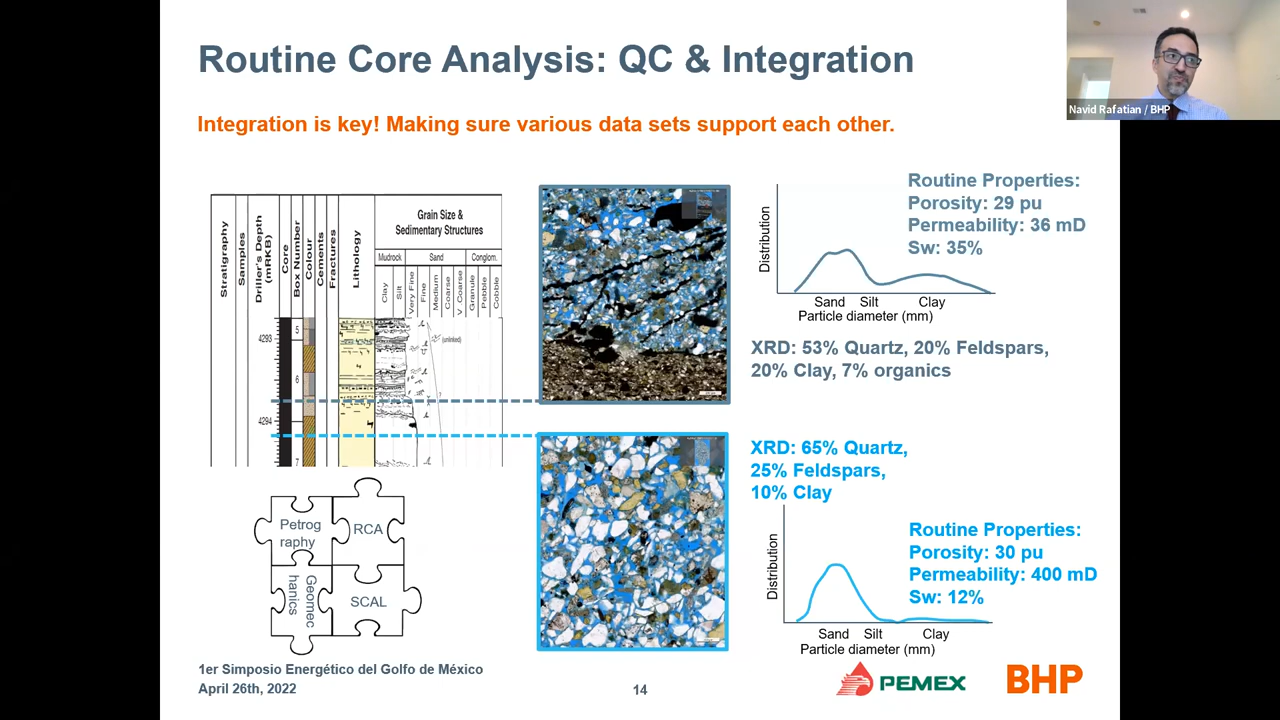 Routine Core Analysis: QC & Integration
Navid Rafatian / BHP
Integration is key! Making sure various data sets support each other.
Stratigraphy
Samples
Driller's Depth
(mRKB)
Core
Box Number
Colour
Cements
Fractures
Lithology
Grain Size &
Sedimentary Structures
Mudrock
Sand
Conglom.
Clay
Silt
Very Fine
Fine
Medium
Coarse
V. Coarse
Granule
Pebble
Cobble
4293
5
(unlinked)
6
4294
7
Routine Properties:
Porosity: 29 pu
Permeability: 36 mD
Sw: 35%
Distribution
Sand Silt Clay
Particle diameter (mm)
XRD: 53% Quartz, 20% Feldspars,
20% Clay, 7% organics
XRD: 65% Quartz,
25% Feldspars,
10% Clay
Routine Properties:
Porosity: 30 pu
Permeability: 400 mD
Sw: 12%
Distribution
Sand Silt Clay
Particle diameter (mm)
Petrog
raphy
RCA
Geomec
hanics
SCAL
1er Simposio Energético del Golfo de México
April 26th, 2022
14
PEMEX
BHP